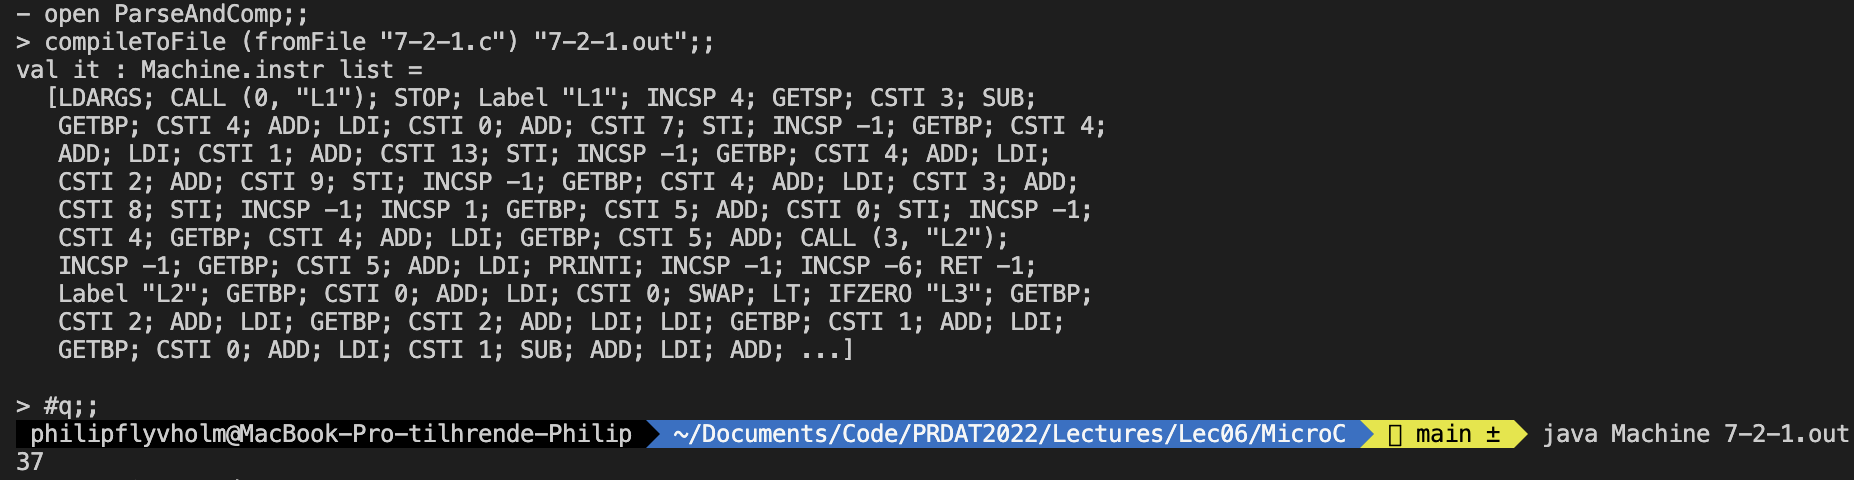 - open ParseAndComp;;
> compileToFile (fromFile "7-2-1.c") "7-2-1.out";;
val it : Machine.instr list =
  [LDARGS; CALL (0, "L1"); STOP; Label "L1"; INCSP 4; GETSP; CSTI 3; SUB;
   GETBP; CSTI 4; ADD; LDI; CSTI 0; ADD; CSTI 7; STI; INCSP -1; GETBP; CSTI 4;
   ADD; LDI; CSTI 1; ADD; CSTI 13; STI; INCSP -1; GETBP; CSTI 4; ADD; LDI;
   CSTI 2; ADD; CSTI 9; STI; INCSP -1; GETBP; CSTI 4; ADD; LDI; CSTI 3; ADD;
   CSTI 8; STI; INCSP -1; INCSP 1; GETBP; CSTI 5; ADD; CSTI 0; STI; INCSP -1;
   CSTI 4; GETBP; CSTI 4; ADD; LDI; GETBP; CSTI 5; ADD; CALL (3, "L2");
   INCSP -1; GETBP; CSTI 5; ADD; LDI; PRINTI; INCSP -1; INCSP -6; RET -1;
   Label "L2"; GETBP; CSTI 0; ADD; LDI; CSTI 0; SWAP; LT; IFZERO "L3"; GETBP;
   CSTI 2; ADD; LDI; GETBP; CSTI 2; ADD; LDI; LDI; GETBP; CSTI 1; ADD; LDI;
   GETBP; CSTI 0; ADD; LDI; CSTI 1; SUB; ADD; LDI; ADD; ...]
> #q;;
philipflyvholm@MacBook-Pro-tilhrende-Philip ~/Documents/Code/PRDAT2022/Lectures/Lec06/MicroC main ± java Machine 7-2-1.out
37